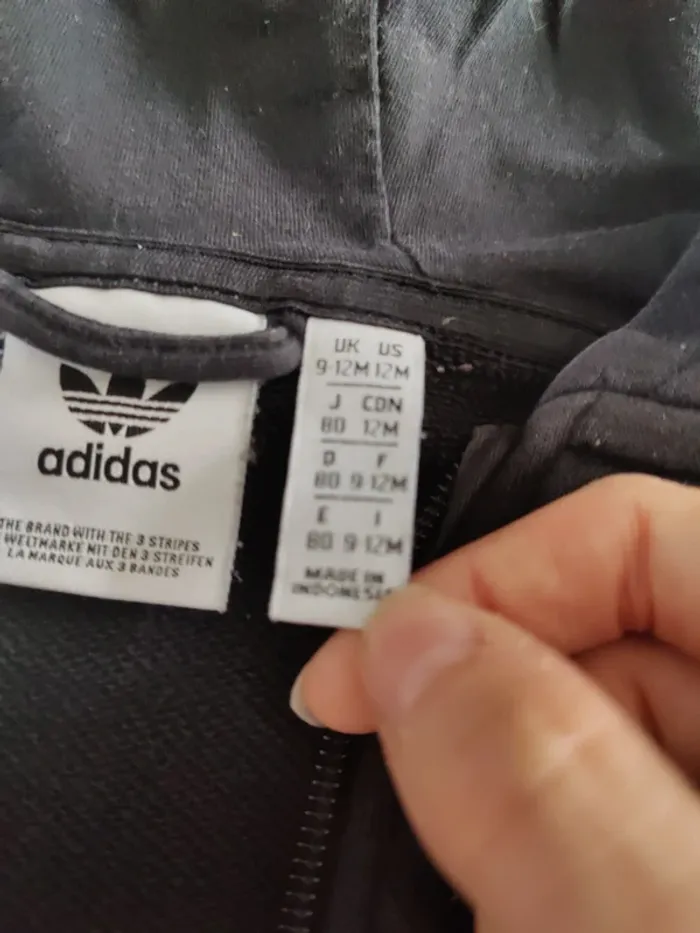 adidas
THE BRAND WITH THE 3 STRIPES
WELTMARKE MIT DEN 3 STREIFEN
LA MARQUE AUX 3 BANDES
UK US
9-12M 12M
J CDN
80 12M
D F
80 9-12M
E I
80 9-12M
MADE IN
INDONESIA